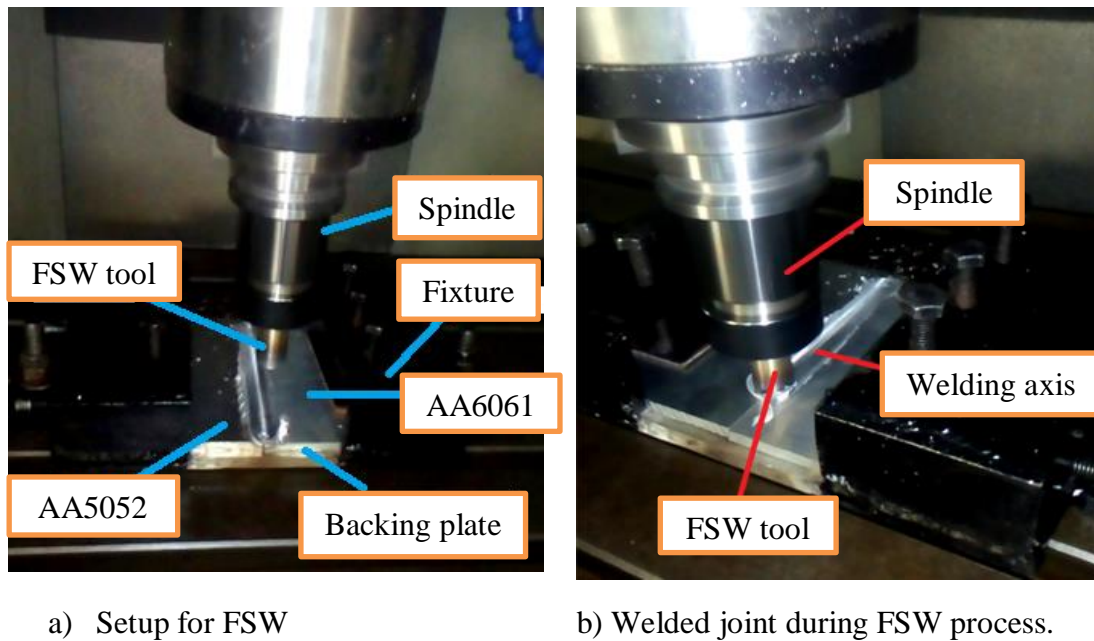 Spindle
FSW tool
Fixture
AA6061
AA5052
Backing plate
Spindle
Welding axis
FSW tool
a) Setup for FSW
b) Welded joint during FSW process.